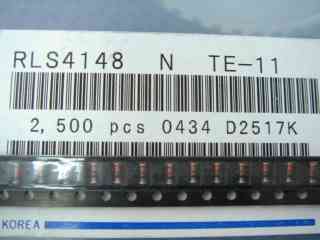 RLS4148 N TE-11
2,500 pcs 0434 D2517K
KOREA